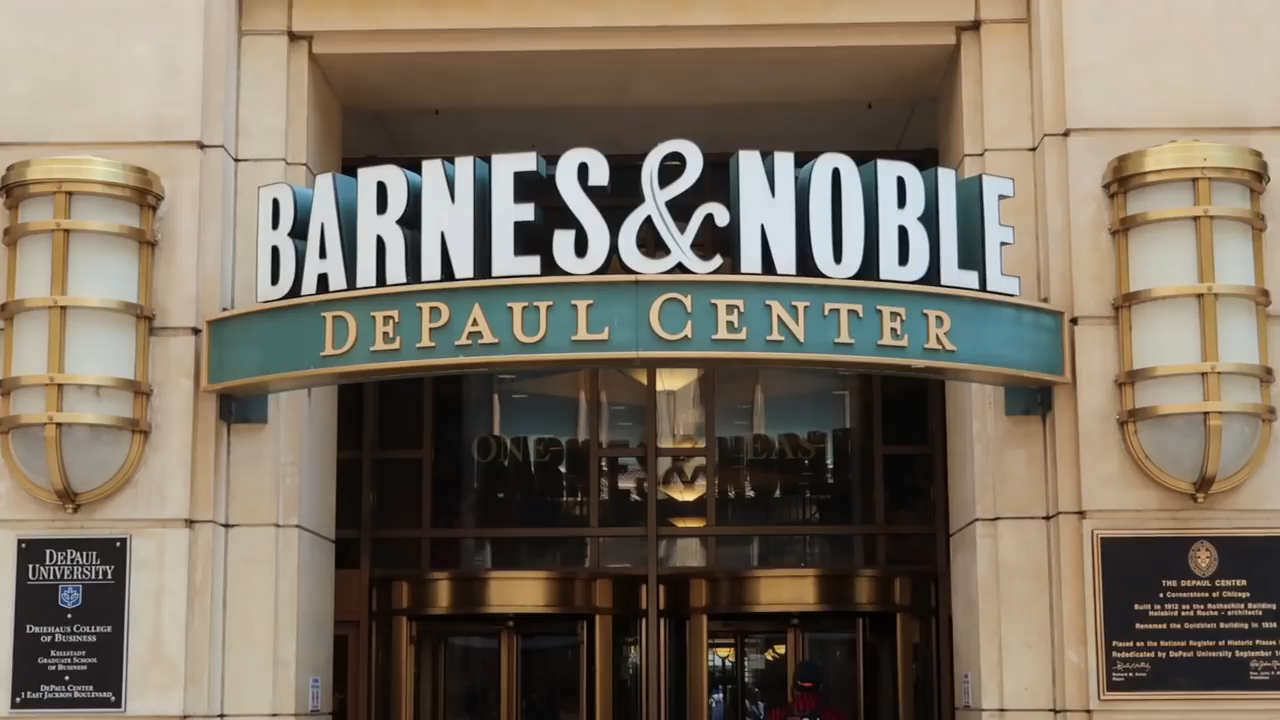 BARNES & NOBLE
DEPAUL CENTER
DEPAUL
UNIVERSITY
DRIEHAUS COLLEGE
OF BUSINESS
KELLSTADT
GRADUATE SCHOOL
OF BUSINESS
DEPAUL CENTER
1 EAST JACKSON BOULEVARD
THE DEPAUL CENTER
a Cornerstone of Chicago
Built in 1912 as the Rothschild Building
Holabird and Roche - architects
Renamed the Goldblatt Building in 1936
Placed on the National Register of Historic Places
Rededicated by DePaul University September